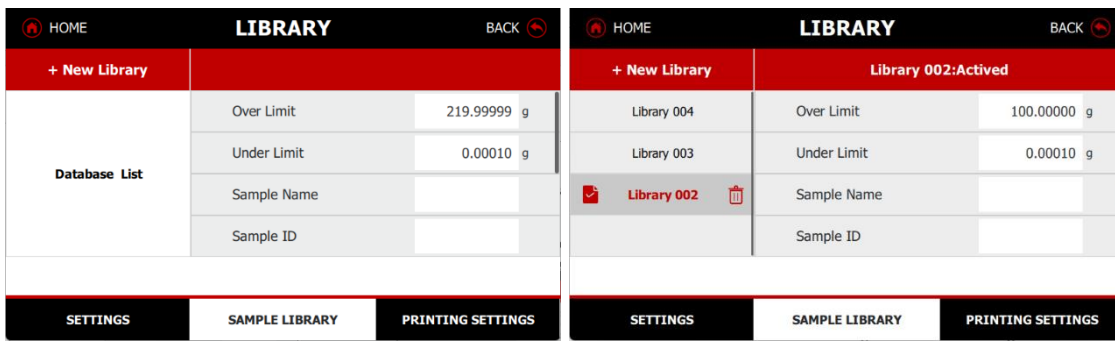 HOME LIBRARY BACK
+ New Library
Over Limit 219.99999 g
Under Limit 0.00010 g
Database List
Sample Name
Sample ID
SETTINGS SAMPLE LIBRARY PRINTING SETTINGS
HOME LIBRARY BACK
+ New Library Library 002:Actived
Library 004 Over Limit 100.00000 g
Library 003 Under Limit 0.00010 g
Library 002 Sample Name
Sample ID
SETTINGS SAMPLE LIBRARY PRINTING SETTINGS